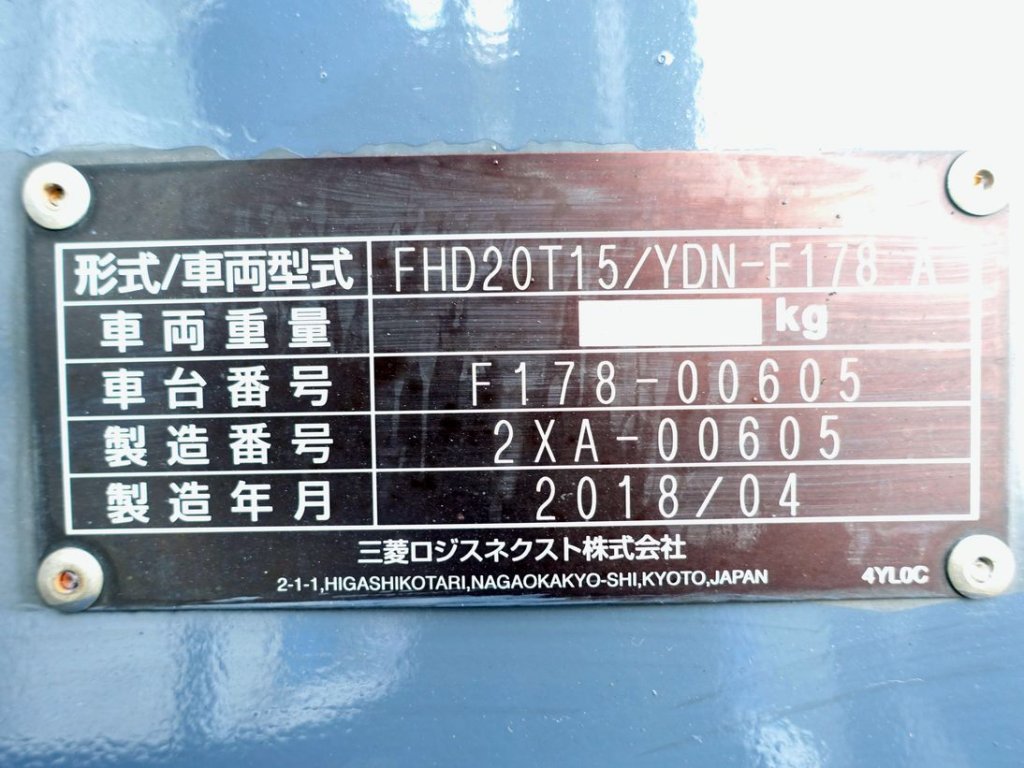 形式/車両型式 FHD20T15/YDN-F178 A
車両重量 kg
車台番号 F178-00605
製造番号 2XA-00605
製造年月 2018/04
三菱ロジスネクスト株式会社
2-1-1,HIGASHIKOTARI,NAGAOKAKYO-SHI,KYOTO,JAPAN 4YL0C